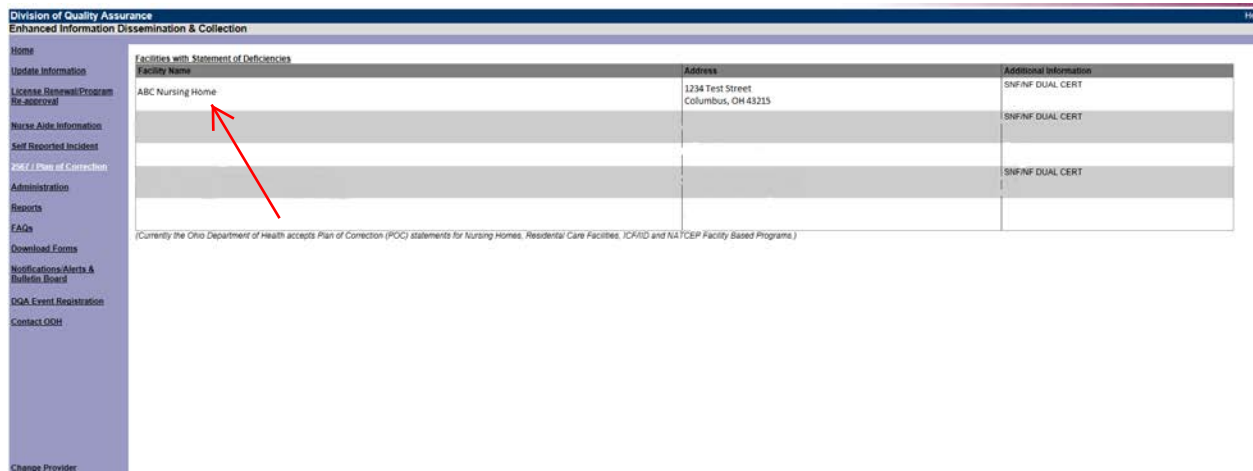 Division of Quality Assurance
Enhanced Information Dissemination & Collection
Home
Update Information
License Renewal/Program
Re-approval
Nurse Aide Information
Self Reported Incident
2567 / Plan of Correction
Administration
Reports
FAQs
Download Forms
Notifications/Alerts &
Bulletin Board
DQA Event Registration
Contact ODH
Change Provider
Facilities with Statement of Deficiencies
Facility Name Address Additional Information
ABC Nursing Home 1234 Test Street SNF/NF DUAL CERT
Columbus, OH 43215
SNF/NF DUAL CERT
SNF/NF DUAL CERT
(Currently the Ohio Department of Health accepts Plan of Correction (POC) statements for Nursing Homes, Residential Care Facilities, ICF/IID and NATCEP Facility Based Programs.)